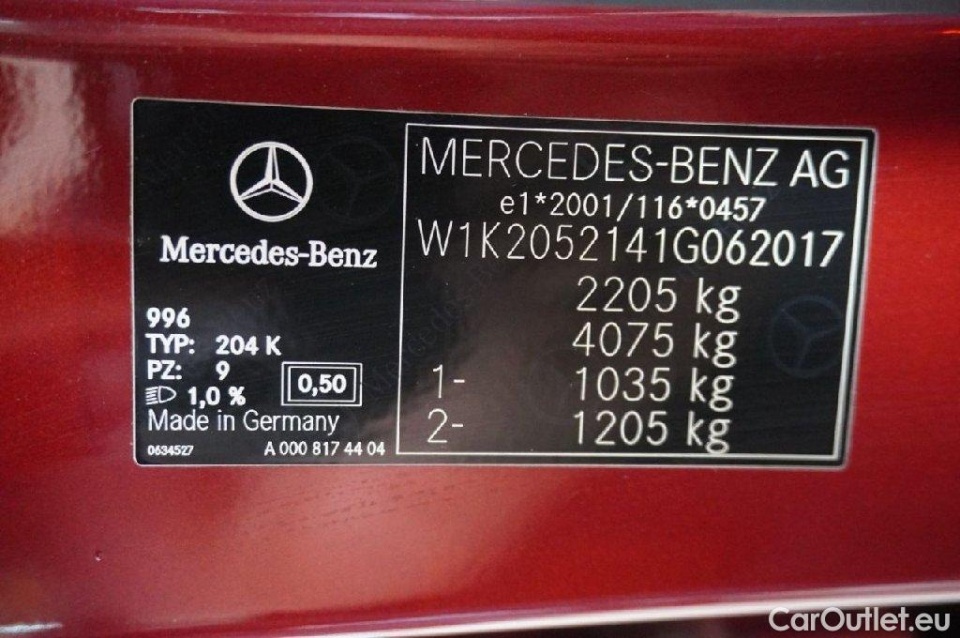 Mercedes-Benz
996
TYP: 204 K
PZ: 9
1,0 %
0,50
Made in Germany
0634527
A 000 817 44 04
MERCEDES-BENZ AG
e1*2001/116*0457
W1K2052141G062017
2205 kg
4075 kg
1- 1035 kg
2- 1205 kg
CarOutlet.eu